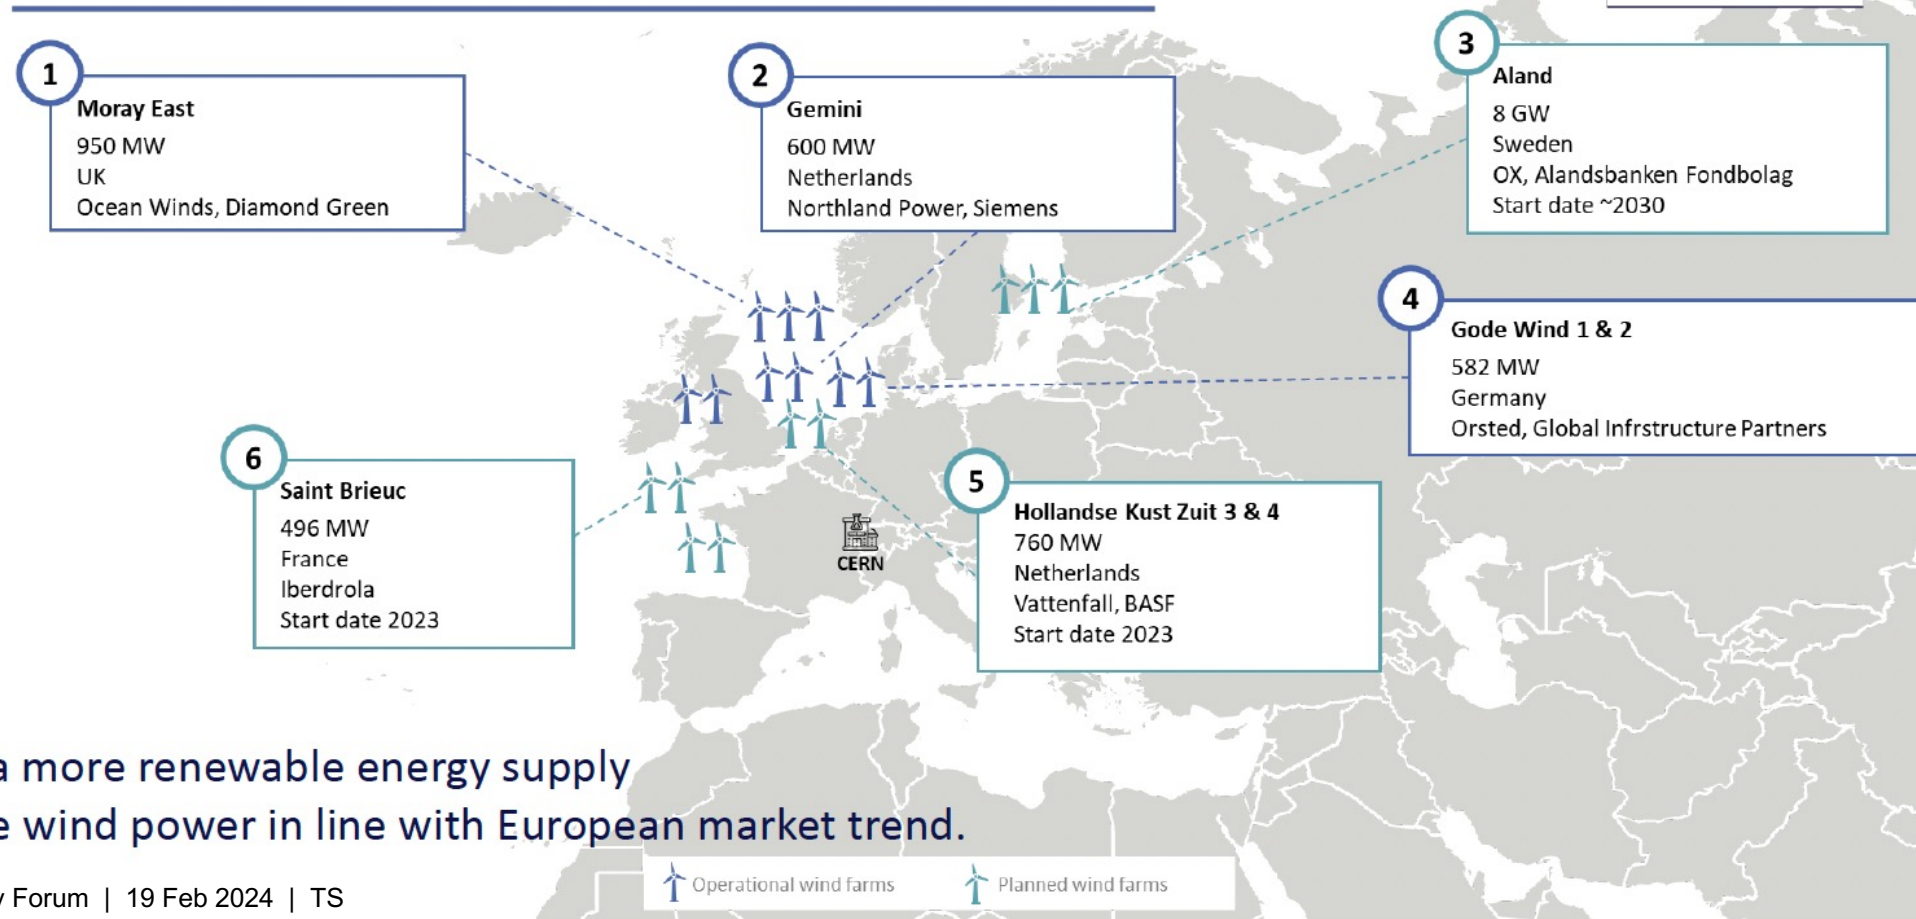 1
Moray East
950 MW
UK
Ocean Winds, Diamond Green
2
Gemini
600 MW
Netherlands
Northland Power, Siemens
3
Aland
8 GW
Sweden
OX, Alandsbanken Fondbolag
Start date ~2030
4
Gode Wind 1 & 2
582 MW
Germany
Orsted, Global Infrstructure Partners
6
Saint Brieuc
496 MW
France
Iberdrola
Start date 2023
5
Hollandse Kust Zuit 3 & 4
760 MW
Netherlands
Vattenfall, BASF
Start date 2023
CERN
a more renewable energy supply
e wind power in line with European market trend.
Operational wind farms
Planned wind farms
y Forum | 19 Feb 2024 | TS